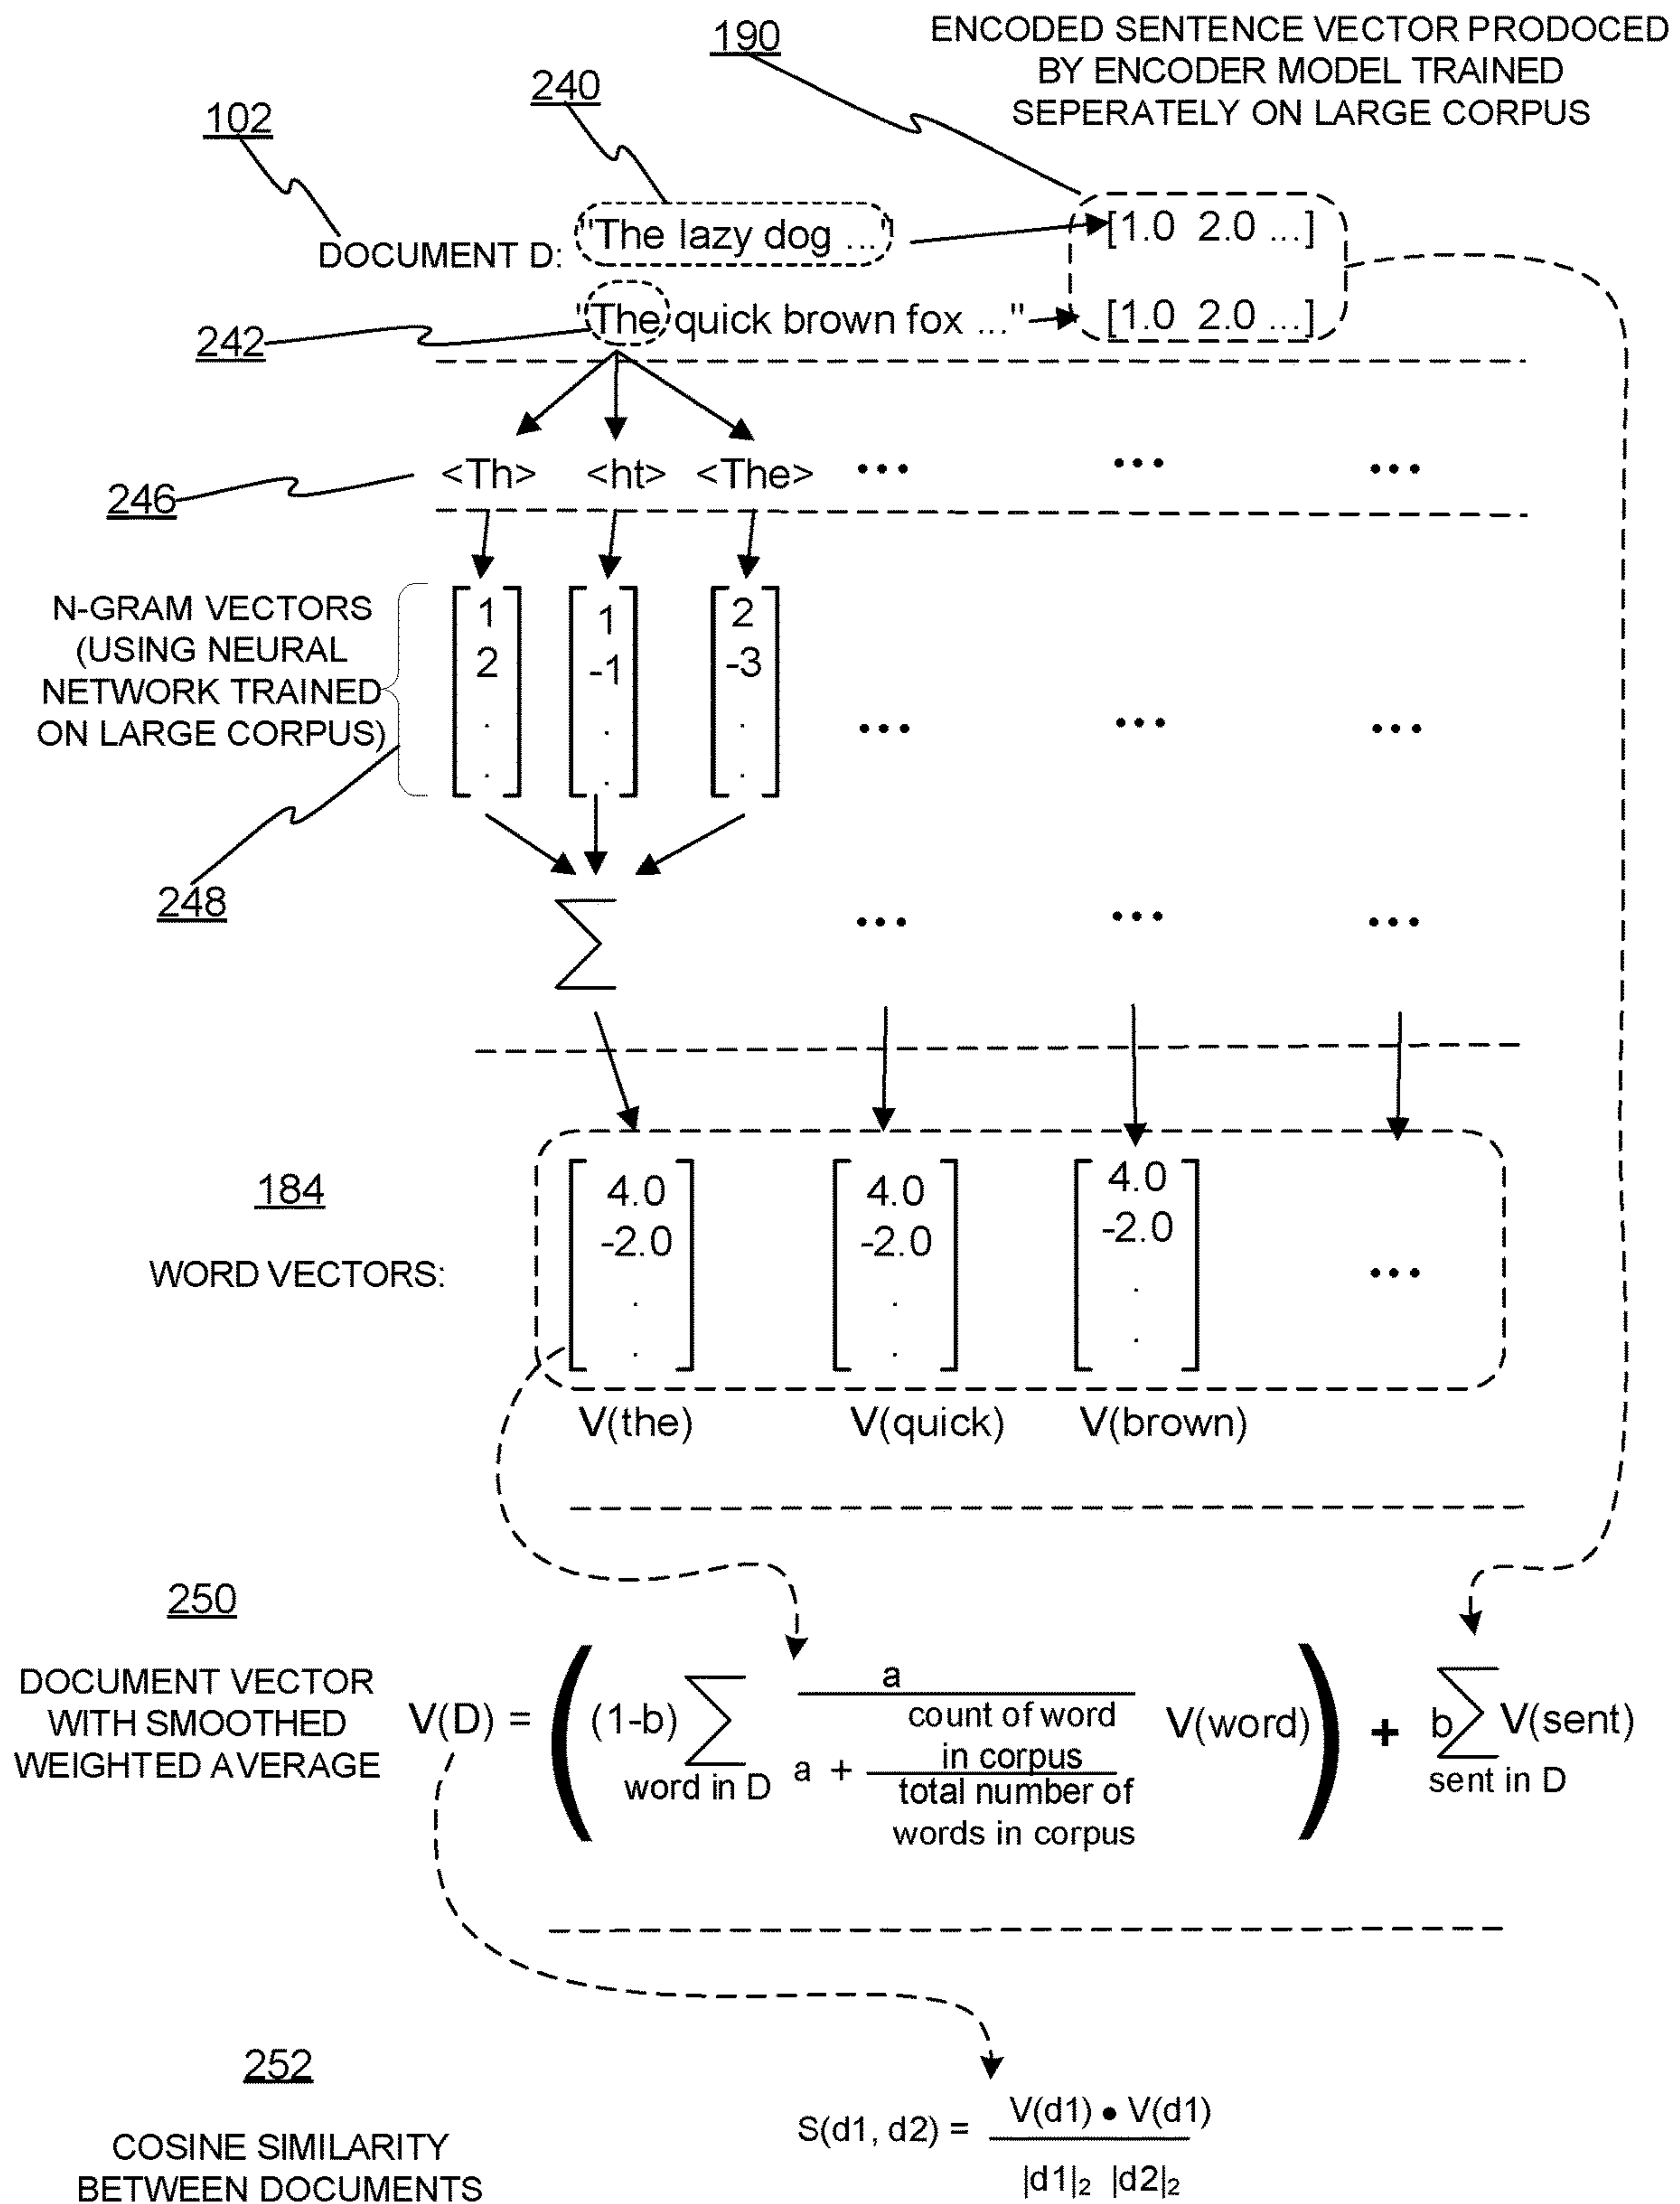 190
ENCODED SENTENCE VECTOR PRODOCED
BY ENCODER MODEL TRAINED
SEPERATELY ON LARGE CORPUS
240
102
DOCUMENT D:
"The lazy dog ..."
[1.0 2.0 ...]
"The quick brown fox ..."
[1.0 2.0 ...]
242
246
<Th> <ht> <The> ... ... ...
N-GRAM VECTORS
(USING NEURAL
NETWORK TRAINED
ON LARGE CORPUS)
1 1 2
2 -1 -3
. . .
. . .
... ... ...
248
∑ ... ... ...
184
WORD VECTORS:
4.0 4.0 4.0
-2.0 -2.0 -2.0
. . . ...
. . .
V(the) V(quick) V(brown)
250
DOCUMENT VECTOR
WITH SMOOTHED
WEIGHTED AVERAGE
V(D) = ( (1-b) ∑
word in D
a
a +
count of word
in corpus
total number of
words in corpus
V(word) ) + b ∑ V(sent)
sent in D
252
COSINE SIMILARITY
BETWEEN DOCUMENTS
S(d1, d2) =
V(d1) • V(d1)
|d1|₂ |d2|₂